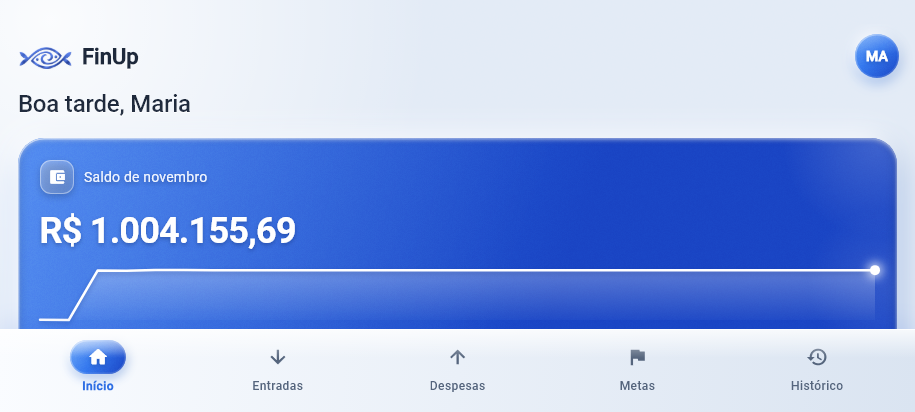 FinUp
MA
Boa tarde, Maria
Saldo de novembro
R$ 1.004.155,69
Início
Entradas
Despesas
Metas
Histórico